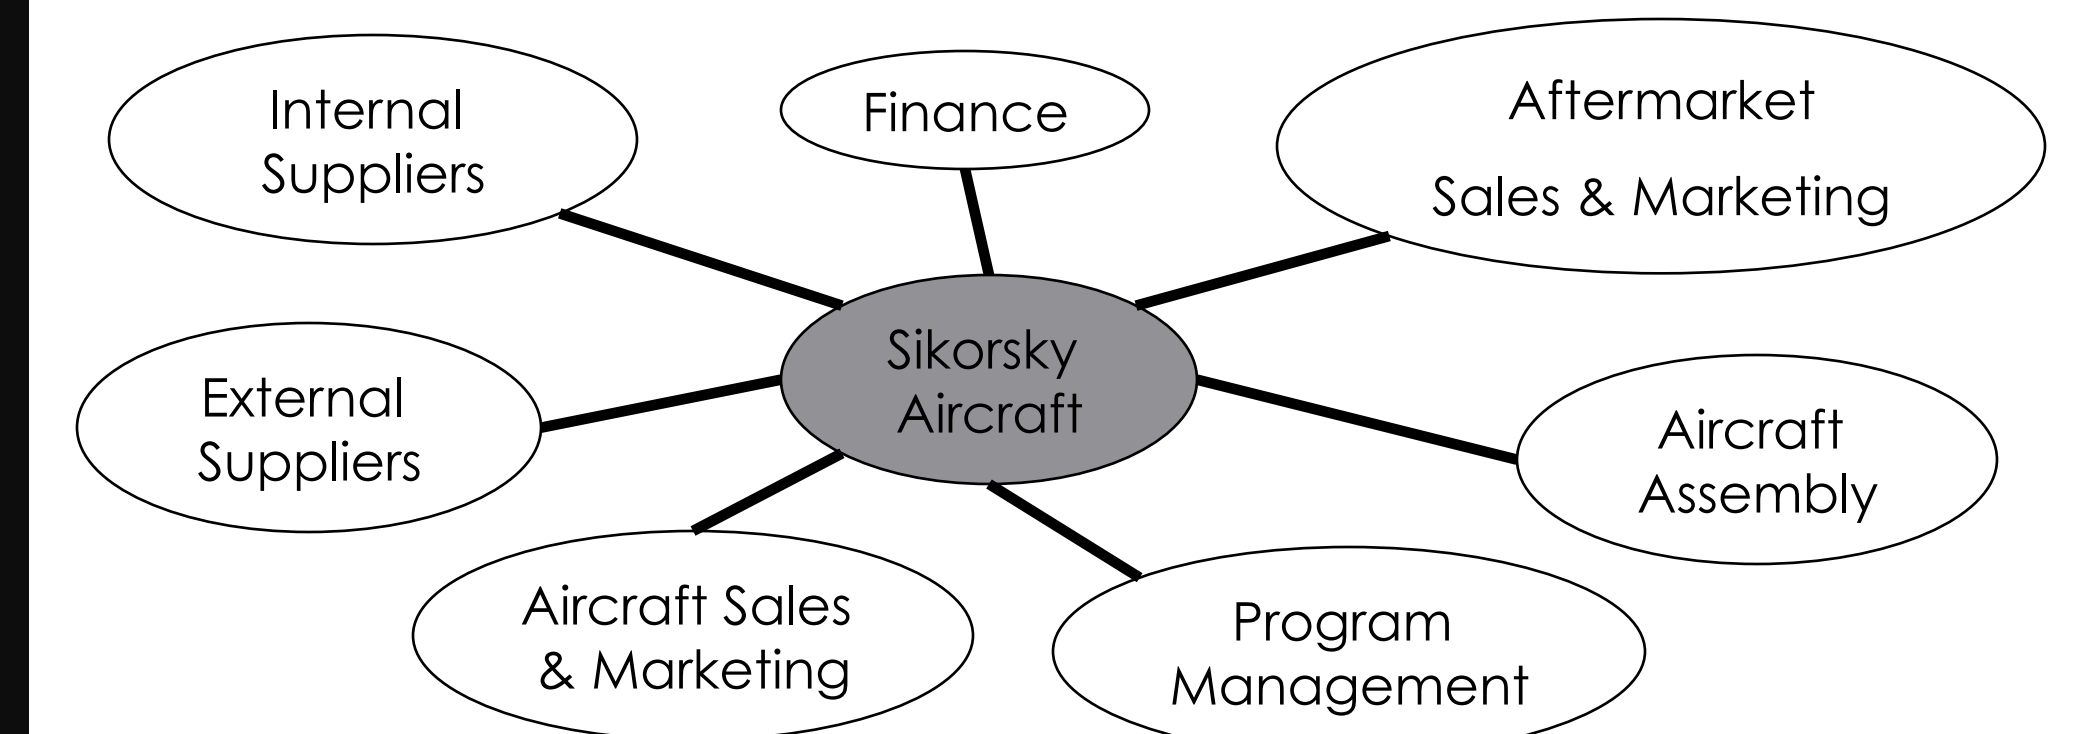 Internal
Suppliers
Finance
Aftermarket
Sales & Marketing
Sikorsky
Aircraft
External
Suppliers
Aircraft
Assembly
Aircraft Sales
& Marketing
Program
Management